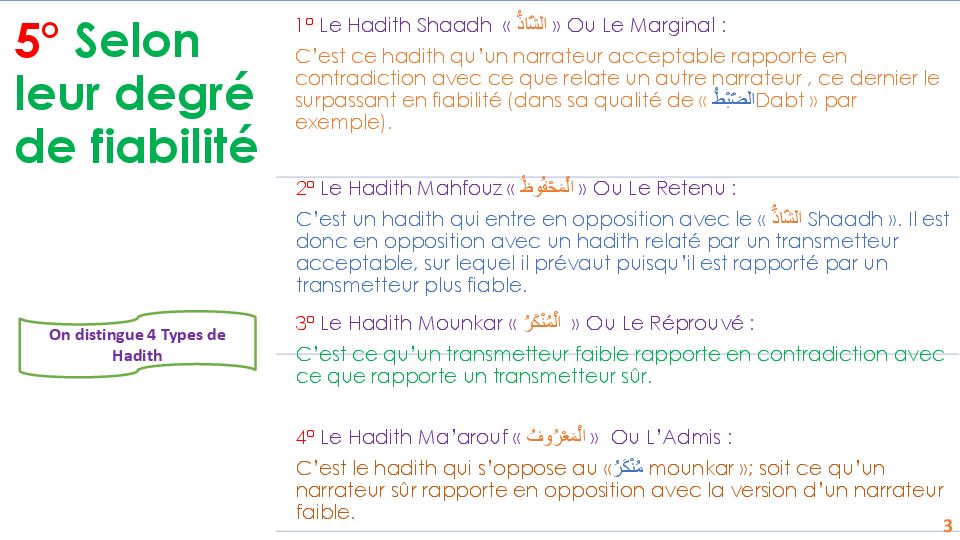 5° Selon
leur degré
de fiabilité
On distingue 4 Types de
Hadith
1° Le Hadith Shaadh « الشَّاذُّ » Ou Le Marginal :
C’est ce hadith qu’un narrateur acceptable rapporte en
contradiction avec ce que relate un autre narrateur , ce dernier le
surpassant en fiabilité (dans sa qualité de « الضَّبْطُDabt » par
exemple).
2° Le Hadith Mahfouz « الْمَحْفُوظُ » Ou Le Retenu :
C’est un hadith qui entre en opposition avec le « الشَّاذُّ Shaadh ». Il est
donc en opposition avec un hadith relaté par un transmetteur
acceptable, sur lequel il prévaut puisqu’il est rapporté par un
transmetteur plus fiable.
3° Le Hadith Mounkar « الْمُنْكَرُ » Ou Le Réprouvé :
C’est ce qu’un transmetteur faible rapporte en contradiction avec
ce que rapporte un transmetteur sûr.
4° Le Hadith Ma’arouf « الْمَعْرُوفُ » Ou L’Admis :
C’est le hadith qui s’oppose au «مُنْكَرُ mounkar »; soit ce qu’un
narrateur sûr rapporte en opposition avec la version d’un narrateur
faible.
3